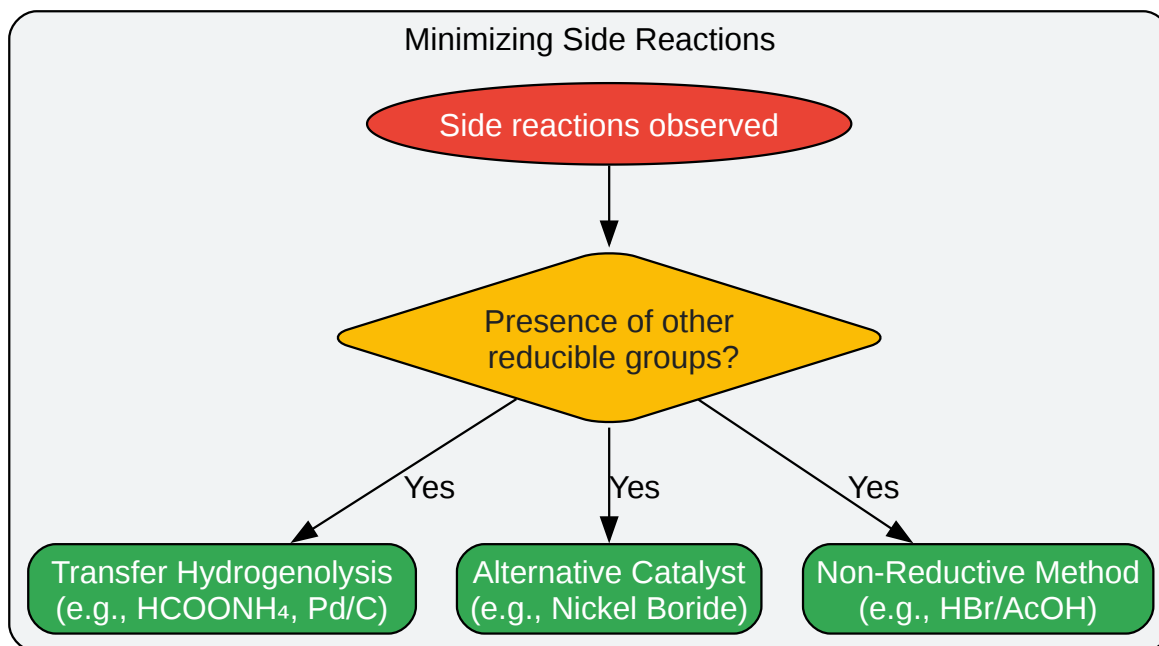 Minimizing Side Reactions
Side reactions observed
Presence of other
reducible groups?
Yes
Yes
Yes
Transfer Hydrogenolysis
(e.g., HCOONH₄, Pd/C)
Alternative Catalyst
(e.g., Nickel Boride)
Non-Reductive Method
(e.g., HBr/AcOH)